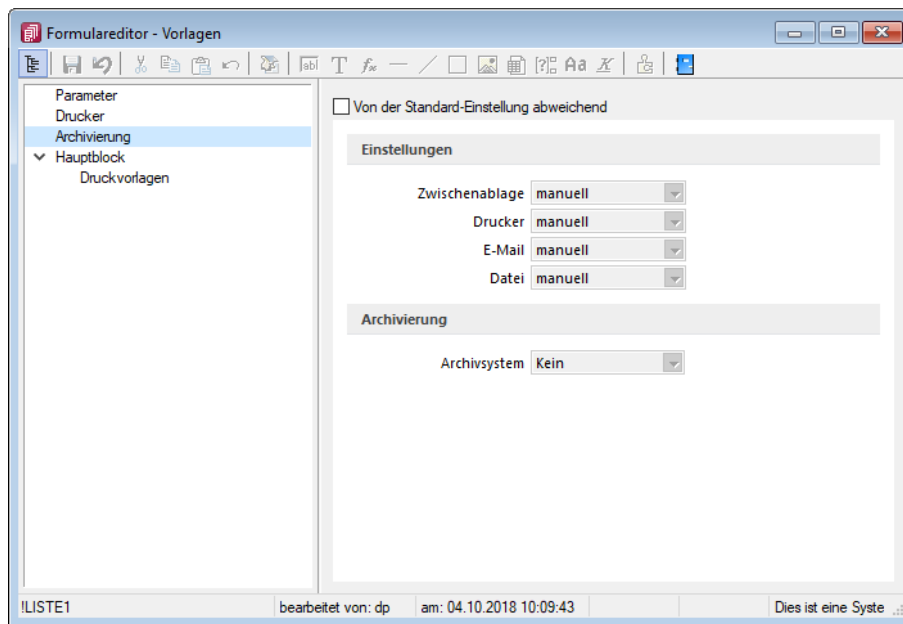 Formulareditor - Vorlagen
Parameter
Drucker
Archivierung
Hauptblock
Druckvorlagen
Von der Standard-Einstellung abweichend
Einstellungen
Zwischenablage manuell
Drucker manuell
E-Mail manuell
Datei manuell
Archivierung
Archivsystem Kein
!LISTE1 bearbeitet von: dp am: 04.10.2018 10:09:43 Dies ist eine Syste